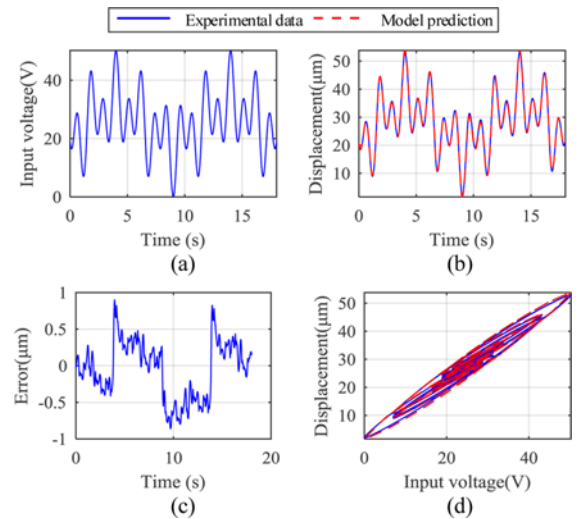 Experimental data Model prediction
Input voltage(V)
40
20
0
0 5 10 15
Time (s)
(a)
Displacement(μm)
50
40
30
20
10
0 5 10 15
Time (s)
(b)
Error(μm)
1
0.5
0
-0.5
-1
0 10 20
Time (s)
(c)
Displacement(μm)
50
40
30
20
10
0 20 40
Input voltage(V)
(d)